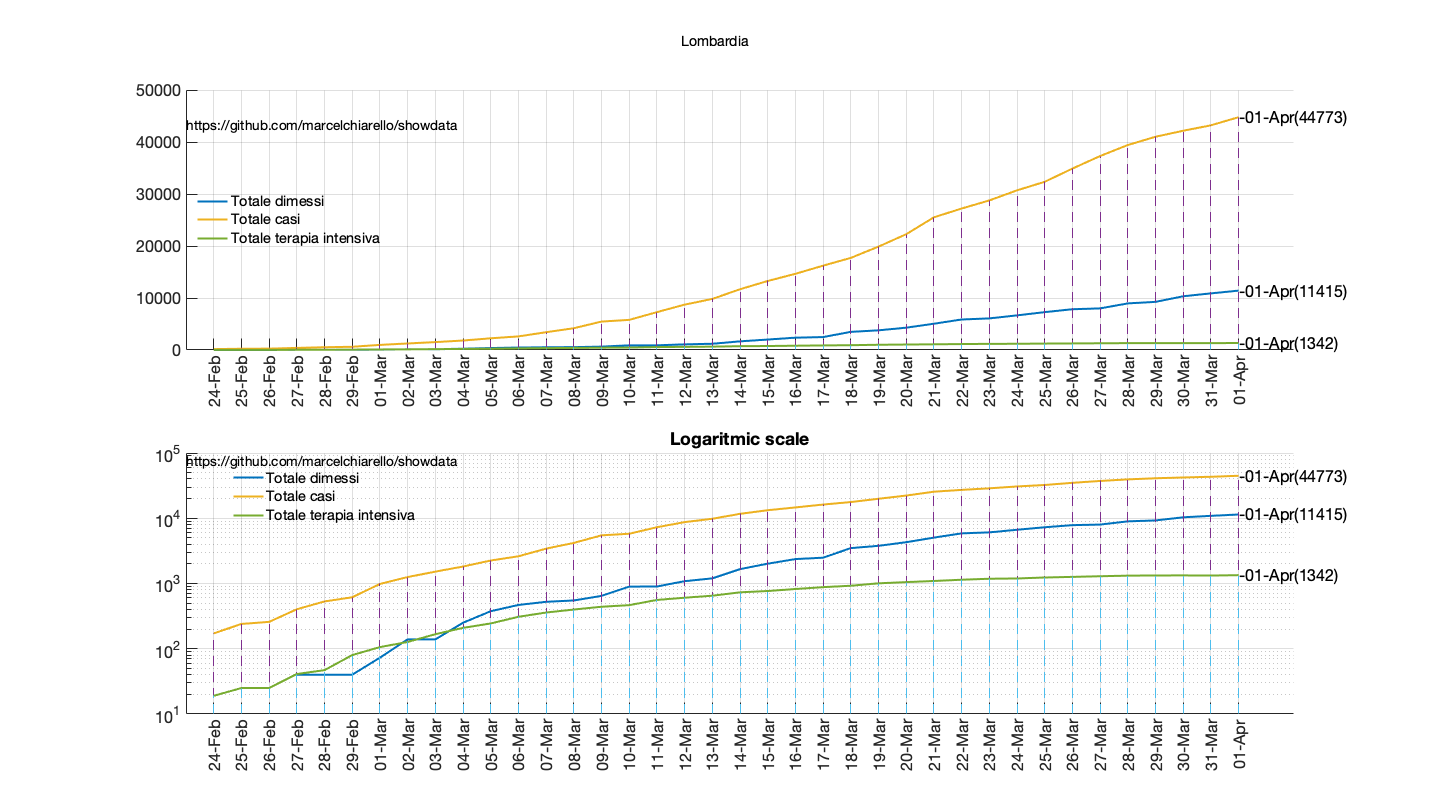 Lombardia
50000
40000
30000
20000
10000
0
https://github.com/marcelchiarello/showdata
Totale dimessi
Totale casi
Totale terapia intensiva
-01-Apr(44773)
-01-Apr(11415)
-01-Apr(1342)
24-Feb
25-Feb
26-Feb
27-Feb
28-Feb
29-Feb
01-Mar
02-Mar
03-Mar
04-Mar
05-Mar
06-Mar
07-Mar
08-Mar
09-Mar
10-Mar
11-Mar
12-Mar
13-Mar
14-Mar
15-Mar
16-Mar
17-Mar
18-Mar
19-Mar
20-Mar
21-Mar
22-Mar
23-Mar
24-Mar
25-Mar
26-Mar
27-Mar
28-Mar
29-Mar
30-Mar
31-Mar
01-Apr
Logaritmic scale
10^5
10^4
10^3
10^2
10^1
https://github.com/marcelchiarello/showdata
Totale dimessi
Totale casi
Totale terapia intensiva
-01-Apr(44773)
-01-Apr(11415)
-01-Apr(1342)
24-Feb
25-Feb
26-Feb
27-Feb
28-Feb
29-Feb
01-Mar
02-Mar
03-Mar
04-Mar
05-Mar
06-Mar
07-Mar
08-Mar
09-Mar
10-Mar
11-Mar
12-Mar
13-Mar
14-Mar
15-Mar
16-Mar
17-Mar
18-Mar
19-Mar
20-Mar
21-Mar
22-Mar
23-Mar
24-Mar
25-Mar
26-Mar
27-Mar
28-Mar
29-Mar
30-Mar
31-Mar
01-Apr